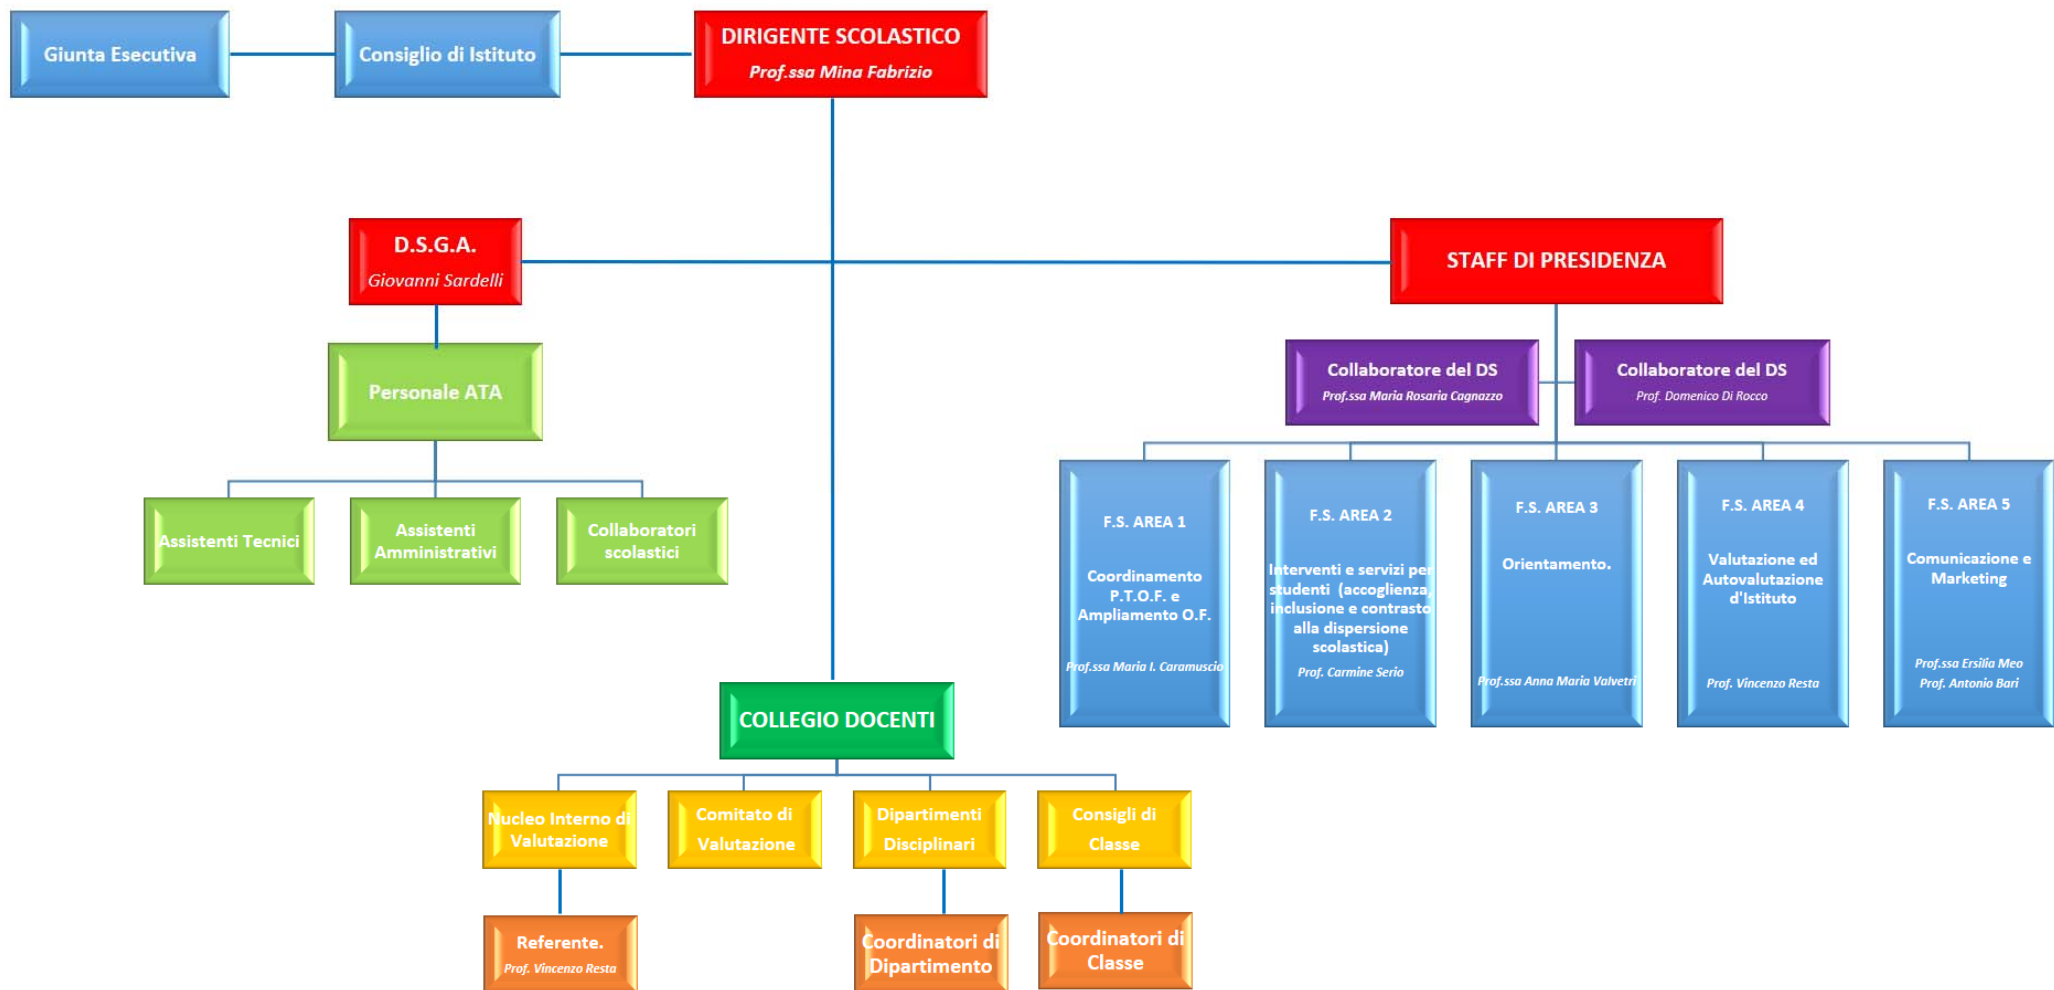 Giunta Esecutiva
Consiglio di Istituto
DIRIGENTE SCOLASTICO
Prof.ssa Mina Fabrizio
D.S.G.A.
Giovanni Sardelli
STAFF DI PRESIDENZA
Personale ATA
Collaboratore del DS
Prof.ssa Maria Rosaria Cagnazzo
Collaboratore del DS
Prof. Domenico Di Rocco
Assistenti Tecnici
Assistenti
Amministrativi
Collaboratori
scolastici
F.S. AREA 1
Coordinamento
P.T.O.F. e
Ampliamento O.F.
Prof.ssa Maria I. Caramuscio
F.S. AREA 2
Interventi e servizi per
studenti (accoglienza,
inclusione e contrasto
alla dispersione
scolastica)
Prof. Carmine Serio
F.S. AREA 3
Orientamento.
Prof.ssa Anna Maria Valvetri
F.S. AREA 4
Valutazione ed
Autovalutazione
d'Istituto
Prof. Vincenzo Resta
F.S. AREA 5
Comunicazione e
Marketing
Prof.ssa Ersilia Meo
Prof. Antonio Bari
COLLEGIO DOCENTI
Nucleo Interno di
Valutazione
Comitato di
Valutazione
Dipartimenti
Disciplinari
Consigli di
Classe
Referente.
Prof. Vincenzo Resta
Coordinatori di
Dipartimento
Coordinatori di
Classe